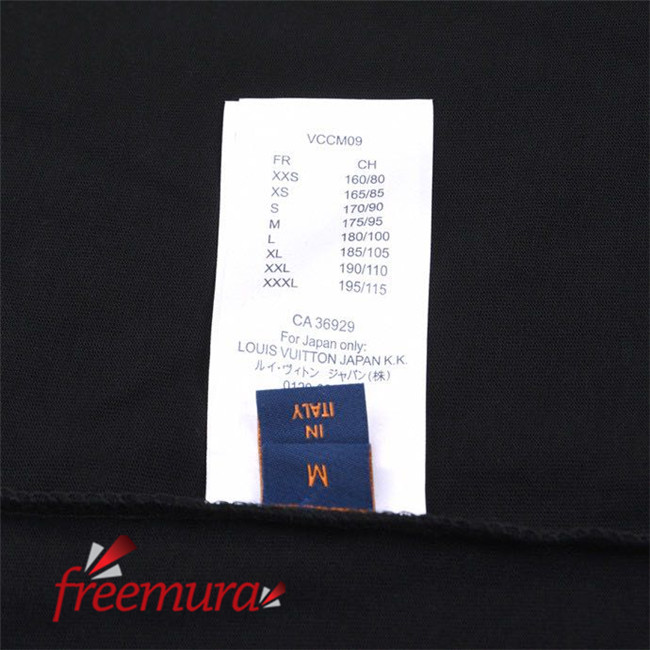 VCCM09
FR CH
XXS 160/80
XS 165/85
S 170/90
M 175/95
L 180/100
XL 185/105
XXL 190/110
XXXL 195/115
CA 36929
For Japan only:
LOUIS VUITTON JAPAN K.K.
ルイ・ヴィトン ジャパン(株)
IN
ITALY
M
freemura